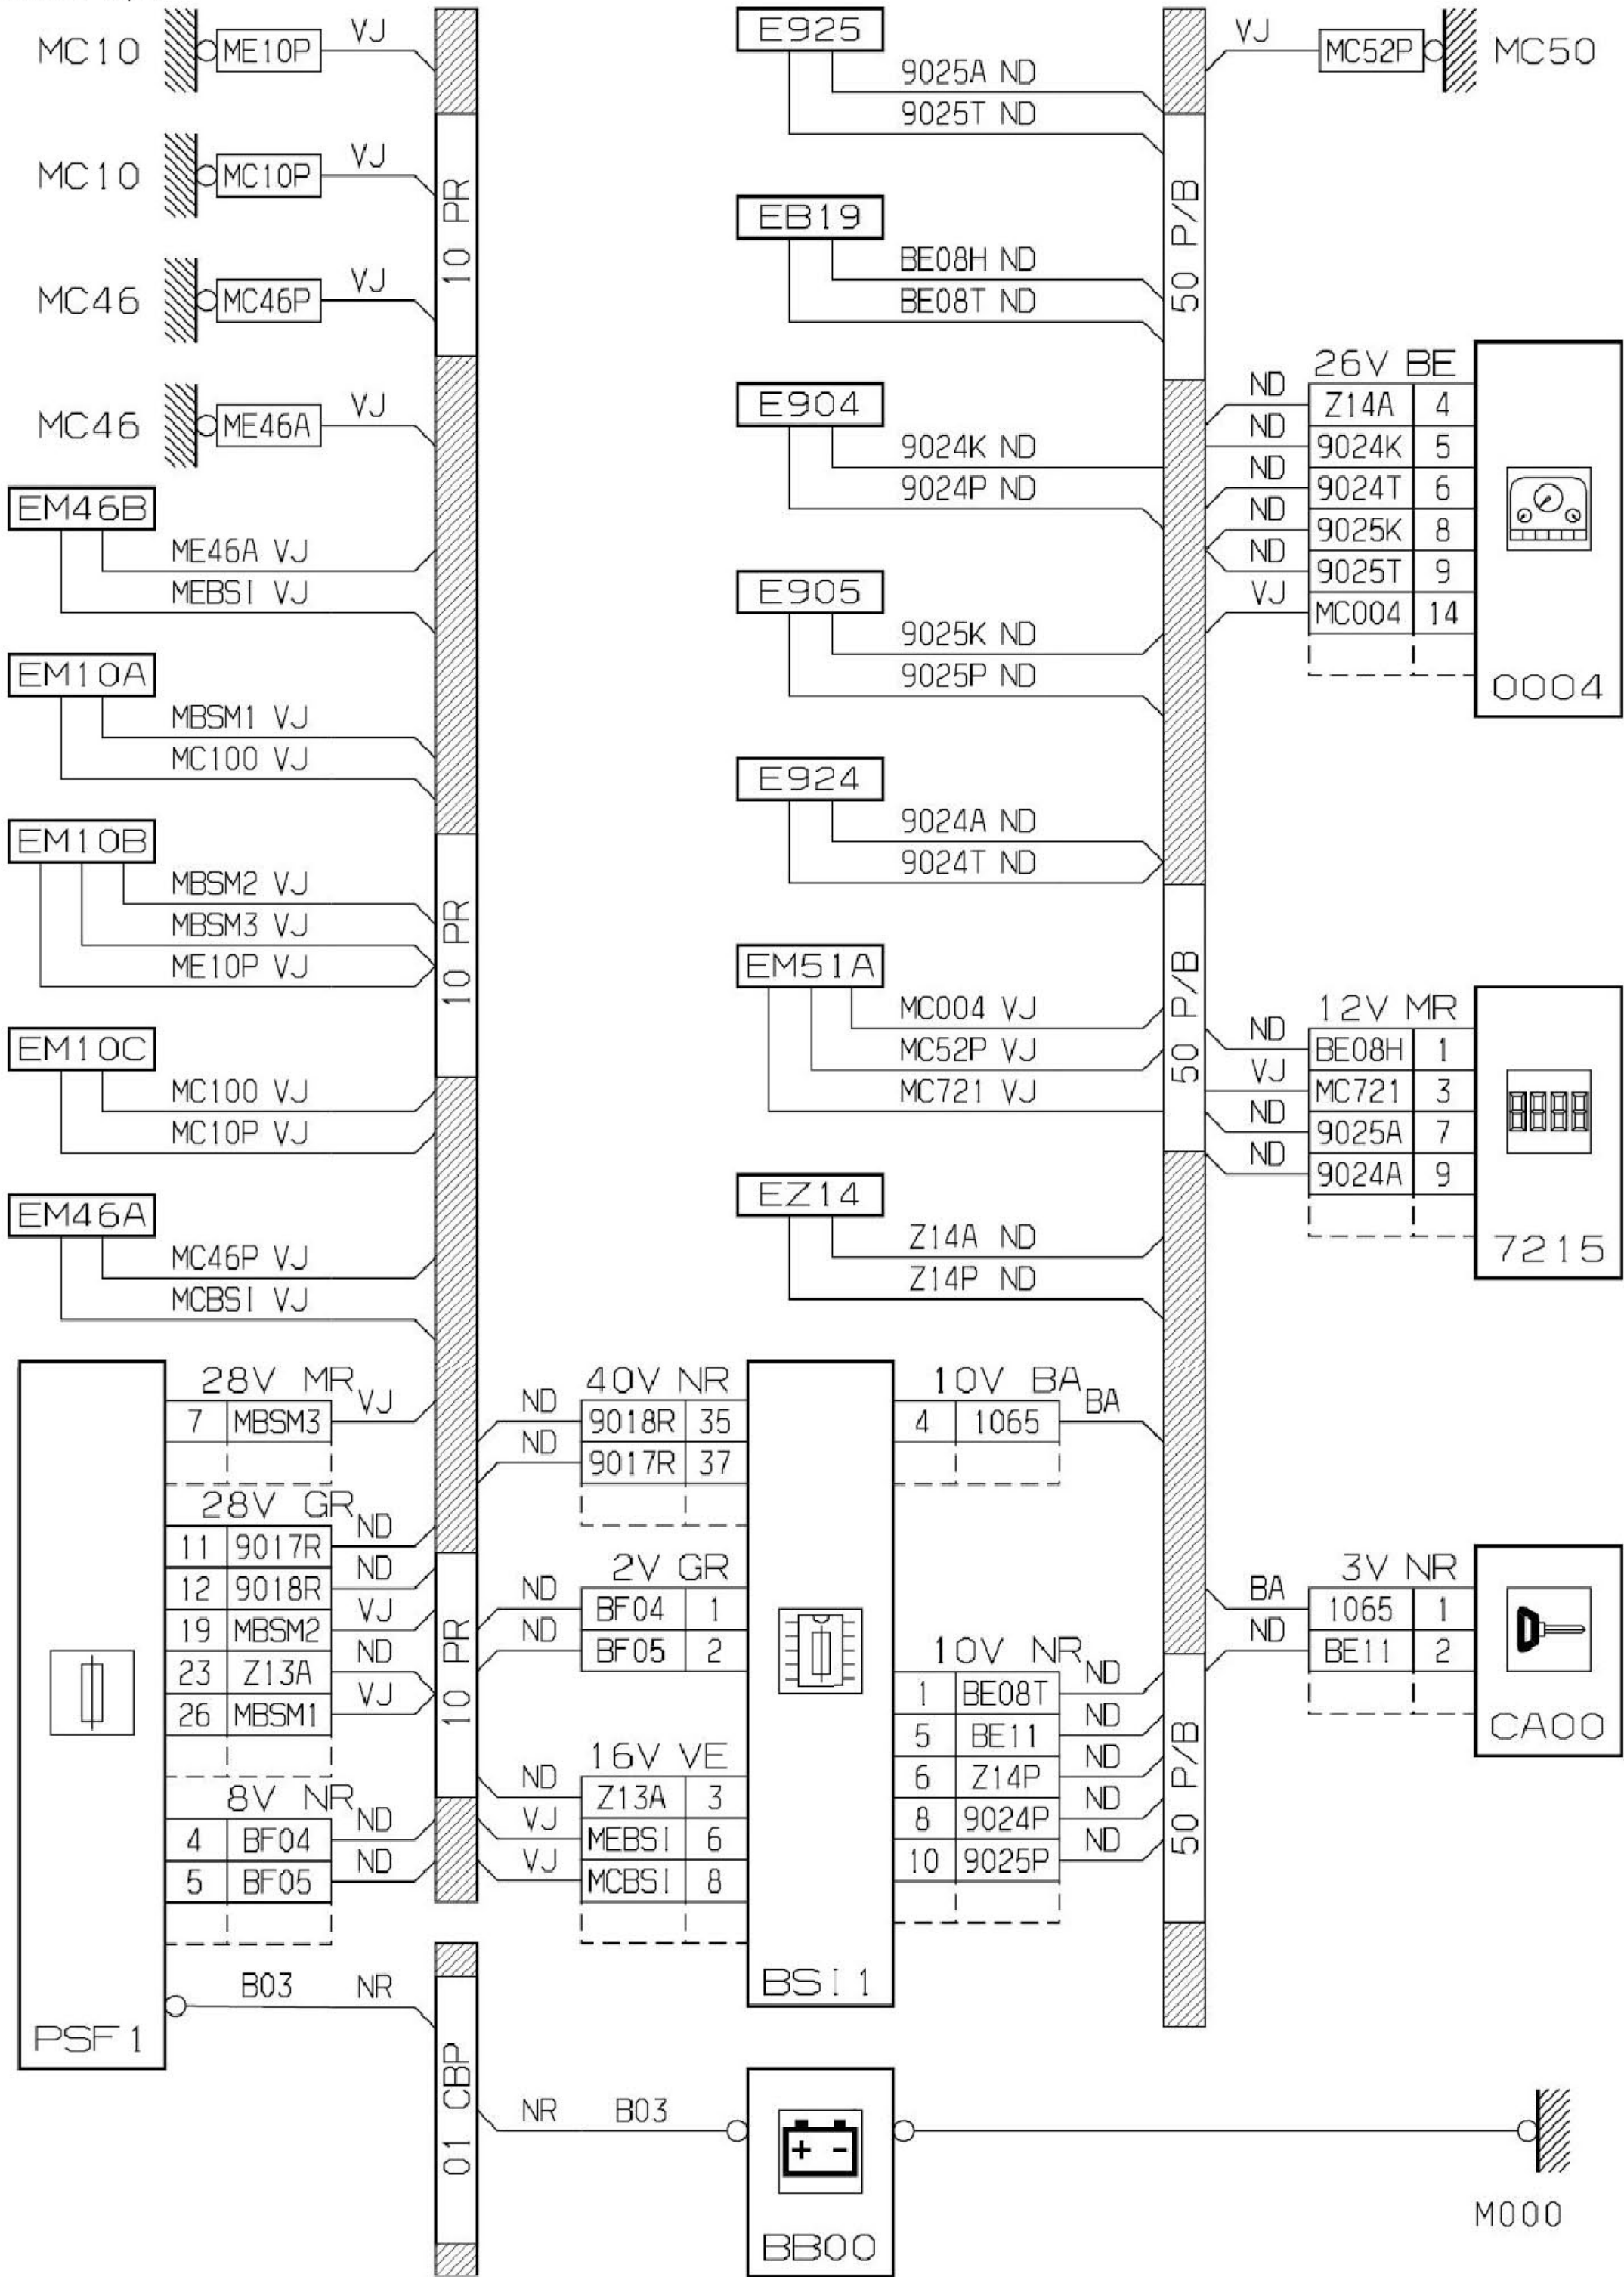 MC10 ME10P VJ
MC10 MC10P VJ
MC46 MC46P VJ
MC46 ME46A VJ
10 PR
EM46B
ME46A VJ
MEBSI VJ
EM10A
MBSM1 VJ
MC100 VJ
EM10B
MBSM2 VJ
MBSM3 VJ
ME10P VJ
10 PR
EM10C
MC100 VJ
MC10P VJ
EM46A
MC46P VJ
MCBSI VJ
E925
9025A ND
9025T ND
EB19
BE08H ND
BE08T ND
E904
9024K ND
9024P ND
E905
9025K ND
9025P ND
E924
9024A ND
9024T ND
EM51A
MC004 VJ
MC52P VJ
MC721 VJ
EZ14
Z14A ND
Z14P ND
50 P/B
50 P/B
VJ MC52P MC50
26V BE
ND Z14A 4
ND 9024K 5
ND 9024T 6
ND 9025K 8
ND 9025T 9
VJ MC004 14
0004
12V MR
ND BE08H 1
VJ MC721 3
ND 9025A 7
ND 9024A 9
7215
28V MR
7 MBSM3 VJ
28V GR
11 9017R ND
12 9018R ND
19 MBSM2 VJ
23 Z13A ND
26 MBSM1 VJ
8V NR
4 BF04 ND
5 BF05 ND
B03 NR
PSF1
10 PR
01 CBP
40V NR
ND 9018R 35
ND 9017R 37
2V GR
ND BF04 1
ND BF05 2
16V VE
ND Z13A 3
VJ MEBSI 6
VJ MCBSI 8
BSI1
10V BA
4 1065 BA
10V NR
1 BE08T ND
5 BE11 ND
6 Z14P ND
8 9024P ND
10 9025P ND
50 P/B
3V NR
BA 1065 1
ND BE11 2
CA00
NR B03
+ -
BB00
M000